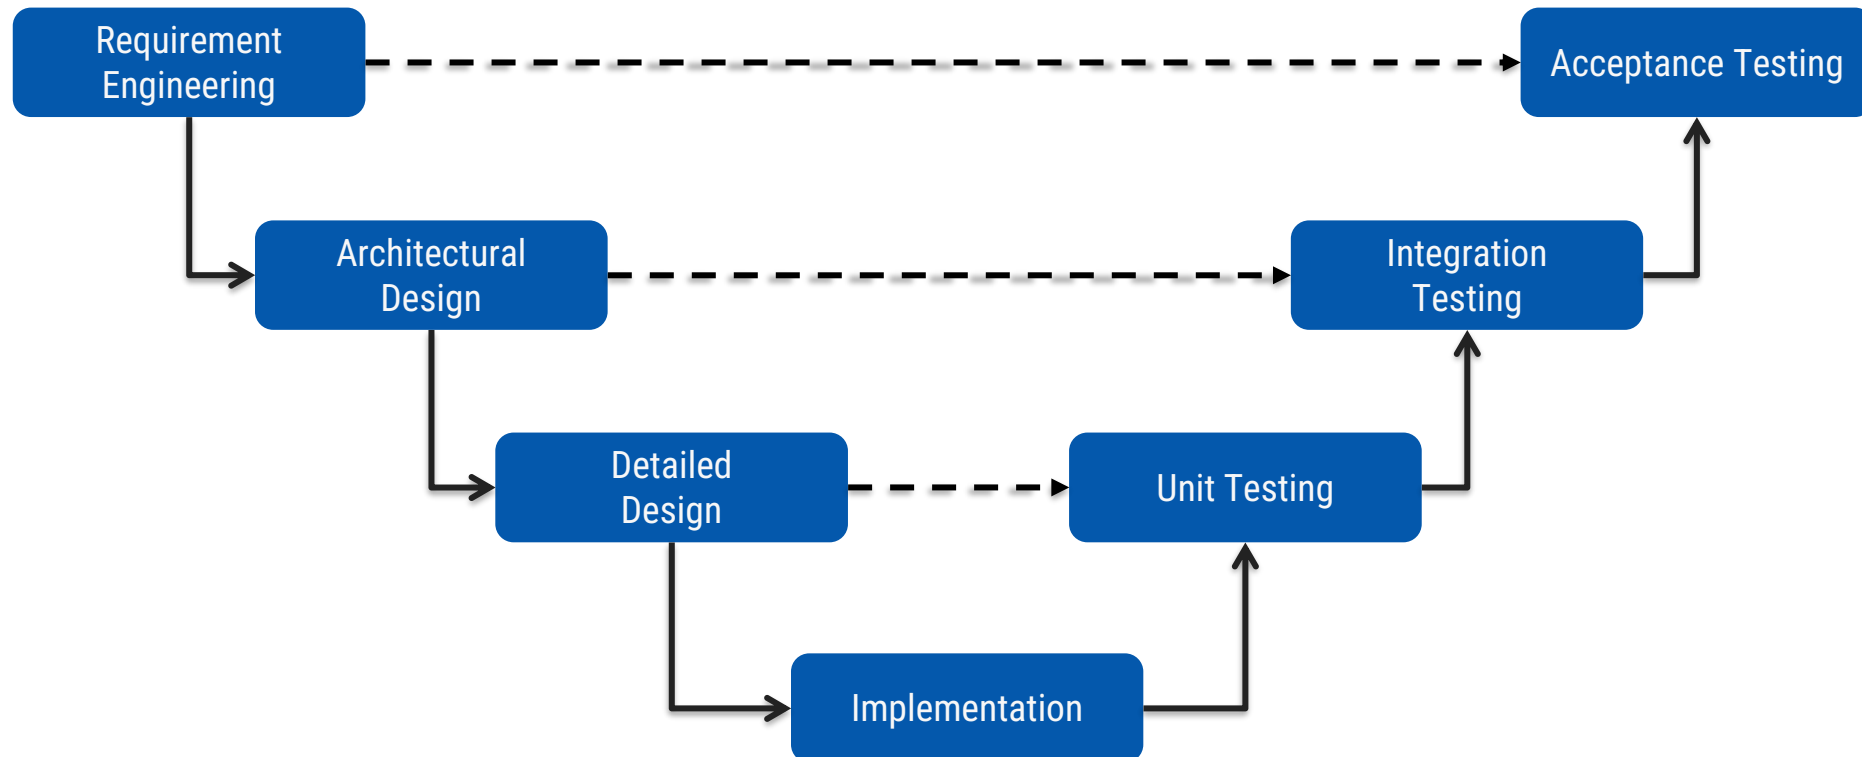 Requirement
Engineering
Acceptance Testing
Architectural
Design
Integration
Testing
Detailed
Design
Unit Testing
Implementation